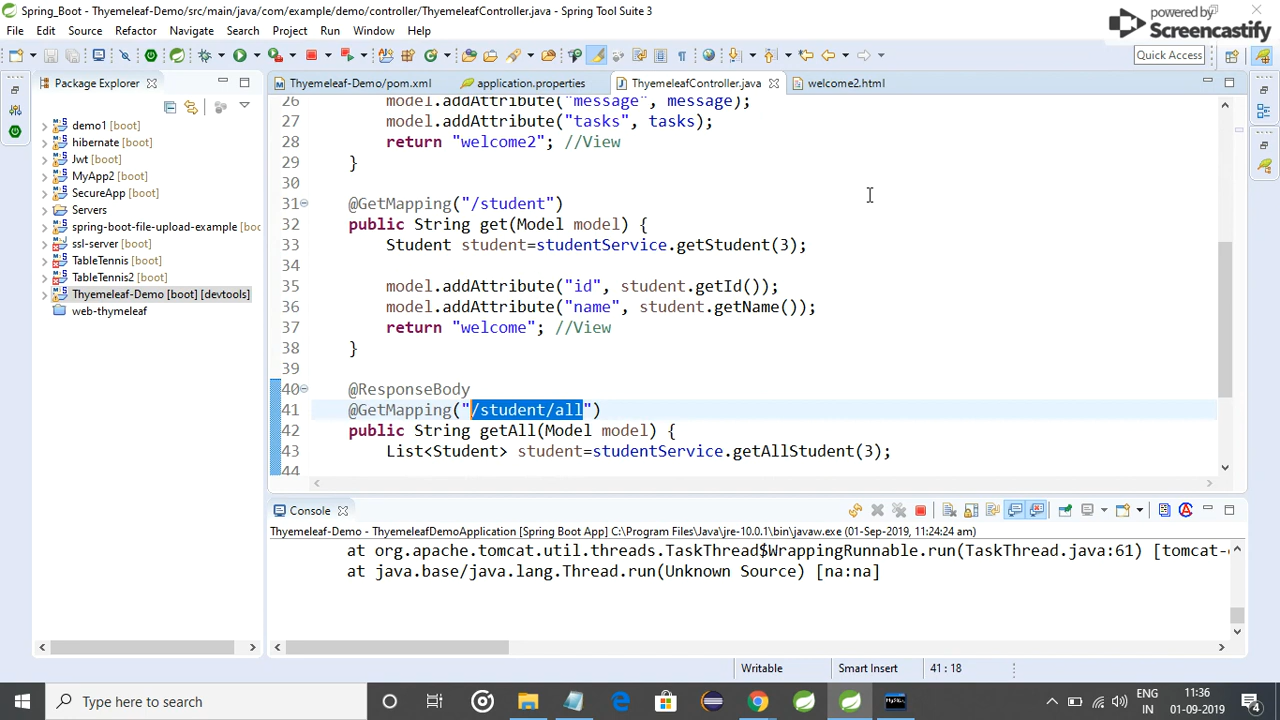 Spring_Boot - Thymeleaf-Demo/src/main/java/com/example/demo/controller/ThymeleafController.java - Spring Tool Suite 3
powered by
Screencastify
File Edit Source Refactor Navigate Search Project Run Window Help
Quick Access
Package Explorer
Thymeleaf-Demo/pom.xml application.properties ThymeleafController.java welcome2.html
demo1 [boot]
hibernate [boot]
Jwt [boot]
MyApp2 [boot]
SecureApp [boot]
Servers
spring-boot-file-upload-example [boot]
ssl-server [boot]
TableTennis [boot]
TableTennis2 [boot]
Thymeleaf-Demo [boot] [devtools]
web-thymeleaf
26 model.addAttribute("message", message);
27 model.addAttribute("tasks", tasks);
28 return "welcome2"; //View
29 }
30
31 @GetMapping("/student")
32 public String get(Model model) {
33 Student student=studentService.getStudent(3);
34
35 model.addAttribute("id", student.getId());
36 model.addAttribute("name", student.getName());
37 return "welcome"; //View
38 }
39
40 @ResponseBody
41 @GetMapping("/student/all")
42 public String getAll(Model model) {
43 List<Student> student=studentService.getAllStudent(3);
44
Console
Thymeleaf-Demo - ThymeleafDemoApplication [Spring Boot App] C:\Program Files\Java\jre-10.0.1\bin\javaw.exe (01-Sep-2019, 11:24:24 am)
at org.apache.tomcat.util.threads.TaskThread$WrappingRunnable.run(TaskThread.java:61) [tomcat-
at java.base/java.lang.Thread.run(Unknown Source) [na:na]
Writable Smart Insert 41 : 18
Type here to search
ENG
IN
11:36
01-09-2019
4